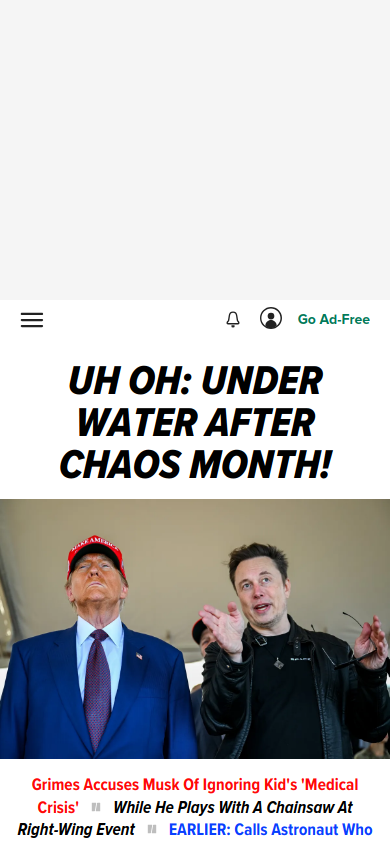 Go Ad-Free
UH OH: UNDER
WATER AFTER
CHAOS MONTH!
MAKE AMERICA
Grimes Accuses Musk Of Ignoring Kid's 'Medical
Crisis' While He Plays With A Chainsaw At
Right-Wing Event EARLIER: Calls Astronaut Who